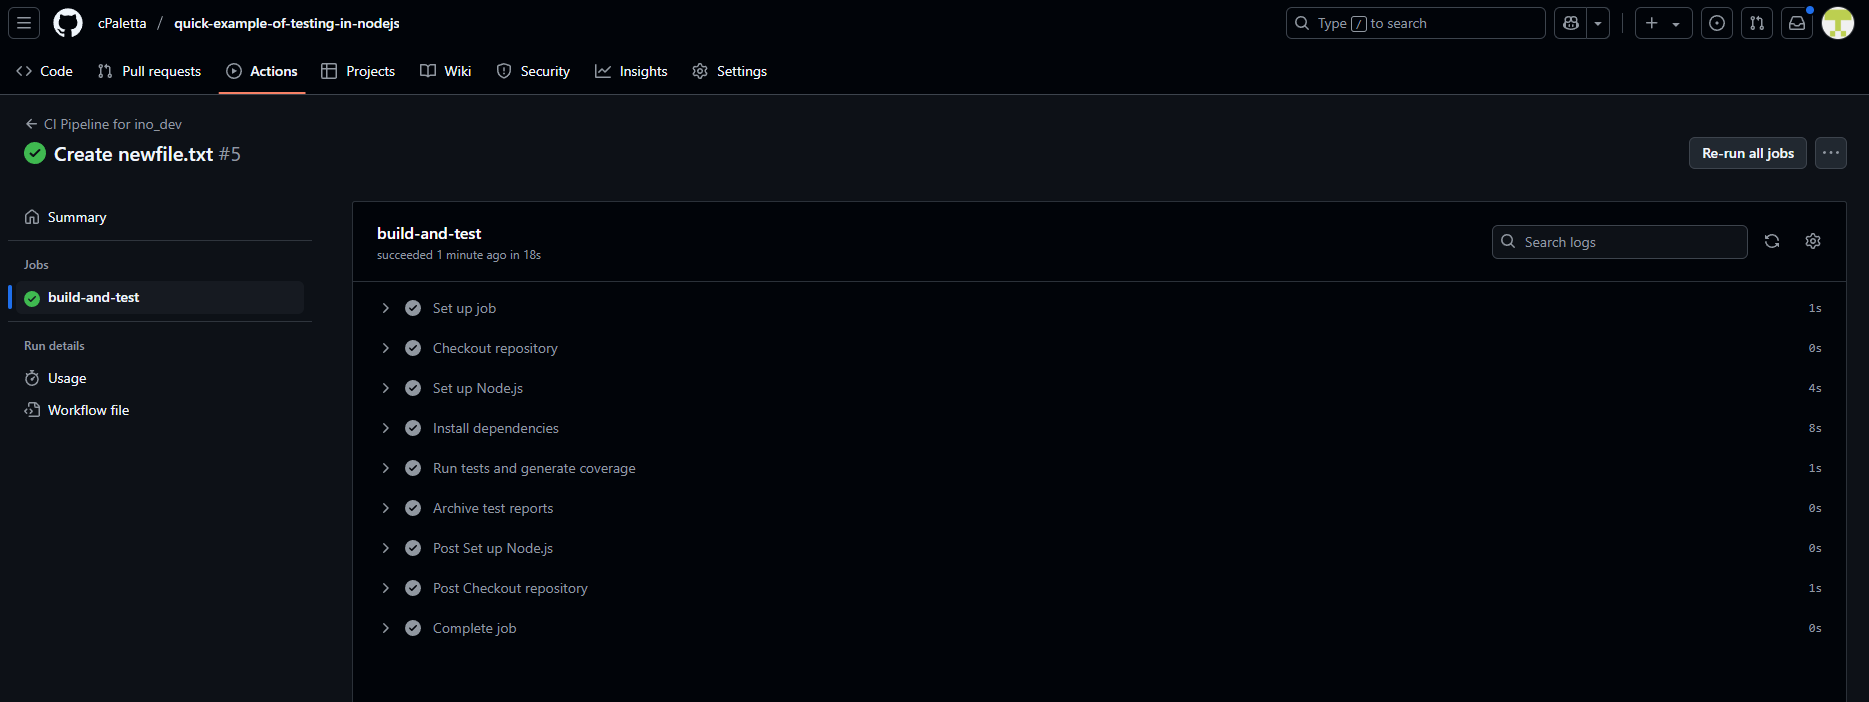 cPaletta / quick-example-of-testing-in-nodejs
Type / to search
Code Pull requests Actions Projects Wiki Security Insights Settings
CI Pipeline for ino_dev
Create newfile.txt #5
Re-run all jobs
Summary
Jobs
build-and-test
Run details
Usage
Workflow file
build-and-test
succeeded 1 minute ago in 18s
Search logs
Set up job 1s
Checkout repository 0s
Set up Node.js 4s
Install dependencies 8s
Run tests and generate coverage 1s
Archive test reports 0s
Post Set up Node.js 0s
Post Checkout repository 1s
Complete job 0s